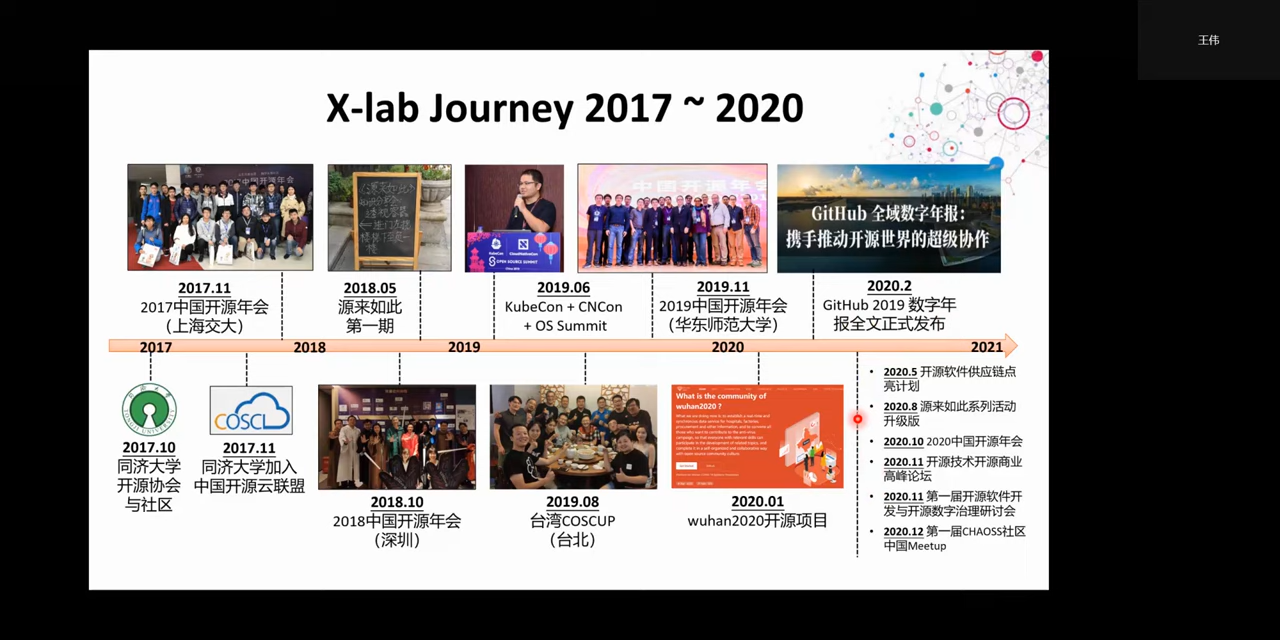 王伟
X-lab Journey 2017 ~ 2020
中国开源年会
GitHub 全域数字年报：
携手推动开源世界的超级协作
2017.11
2017中国开源年会
（上海交大）
2018.05
源来如此
第一期
2019.06
KubeCon + CNCon
+ OS Summit
2019.11
2019中国开源年会
（华东师范大学）
2020.2
GitHub 2019 数字年
报全文正式发布
2017
2018
2019
2020
2021
COSCL
2017.10
同济大学
开源协会
与社区
2017.11
同济大学加入
中国开源云联盟
2018.10
2018中国开源年会
（深圳）
2019.08
台湾COSCUP
（台北）
What is the community of
wuhan2020 ?
2020.01
wuhan2020开源项目
• 2020.5 开源软件供应链点
亮计划
• 2020.8 源来如此系列活动
升级版
• 2020.10 2020中国开源年会
• 2020.11 开源技术开源商业
高峰论坛
• 2020.11 第一届开源软件开
发与开源数字治理研讨会
• 2020.12 第一届CHAOSS社区
中国Meetup